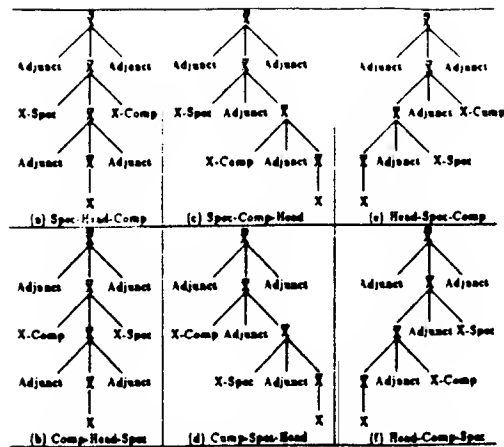 X̄ X̄ X̄
Adjunct Adjunct Adjunct Adjunct Adjunct Adjunct
X-Spec X-Comp X-Spec Adjunct Adjunct X-Comp
Adjunct Adjunct X-Comp X-Spec
X X X
(a) Spec-Head-Comp (c) Spec-Comp-Head (e) Head-Spec-Comp
Adjunct Adjunct Adjunct Adjunct Adjunct Adjunct
X-Comp X-Spec X-Comp Adjunct Adjunct X-Spec
Adjunct Adjunct X-Spec Adjunct Adjunct X-Comp
X X X
(b) Comp-Head-Spec (d) Comp-Spec-Head (f) Head-Comp-Spec